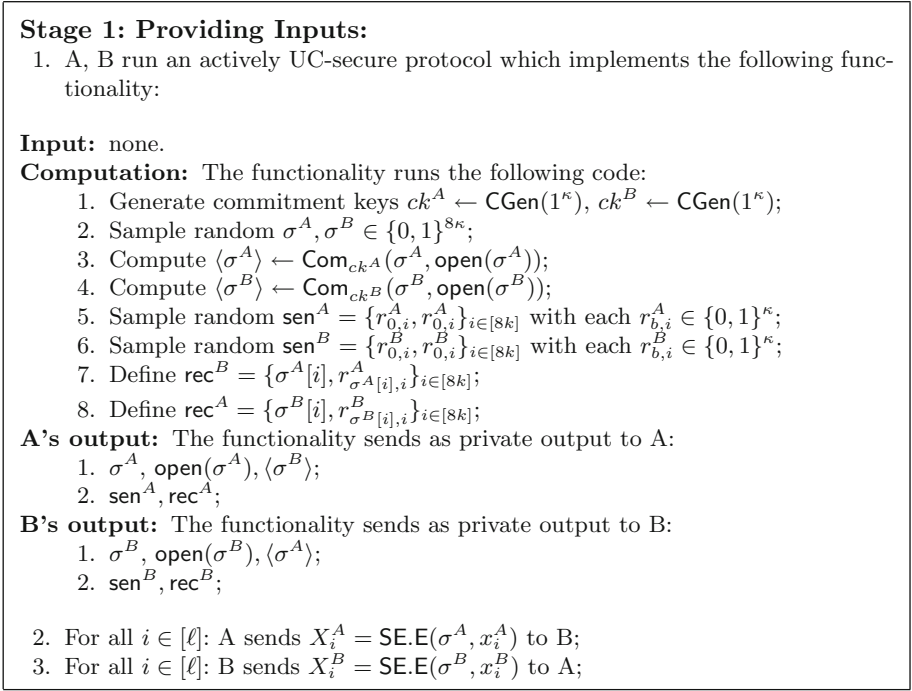 Stage 1: Providing Inputs:
1. A, B run an actively UC-secure protocol which implements the following func-
tionality:
Input: none.
Computation: The functionality runs the following code:
1. Generate commitment keys ck^A ← CGen(1^κ), ck^B ← CGen(1^κ);
2. Sample random σ^A, σ^B ∈ {0, 1}^{8κ};
3. Compute ⟨σ^A⟩ ← Com_{ck^A}(σ^A, open(σ^A));
4. Compute ⟨σ^B⟩ ← Com_{ck^B}(σ^B, open(σ^B));
5. Sample random sen^A = {r^A_{0,i}, r^A_{0,i}}_{i∈[8k]} with each r^A_{b,i} ∈ {0, 1}^κ;
6. Sample random sen^B = {r^B_{0,i}, r^B_{0,i}}_{i∈[8k]} with each r^B_{b,i} ∈ {0, 1}^κ;
7. Define rec^B = {σ^A[i], r^A_{σ^A[i],i}}_{i∈[8k]};
8. Define rec^A = {σ^B[i], r^B_{σ^B[i],i}}_{i∈[8k]};
A's output: The functionality sends as private output to A:
1. σ^A, open(σ^A), ⟨σ^B⟩;
2. sen^A, rec^A;
B's output: The functionality sends as private output to B:
1. σ^B, open(σ^B), ⟨σ^A⟩;
2. sen^B, rec^B;
2. For all i ∈ [ℓ]: A sends X^A_i = SE.E(σ^A, x^A_i) to B;
3. For all i ∈ [ℓ]: B sends X^B_i = SE.E(σ^B, x^B_i) to A;